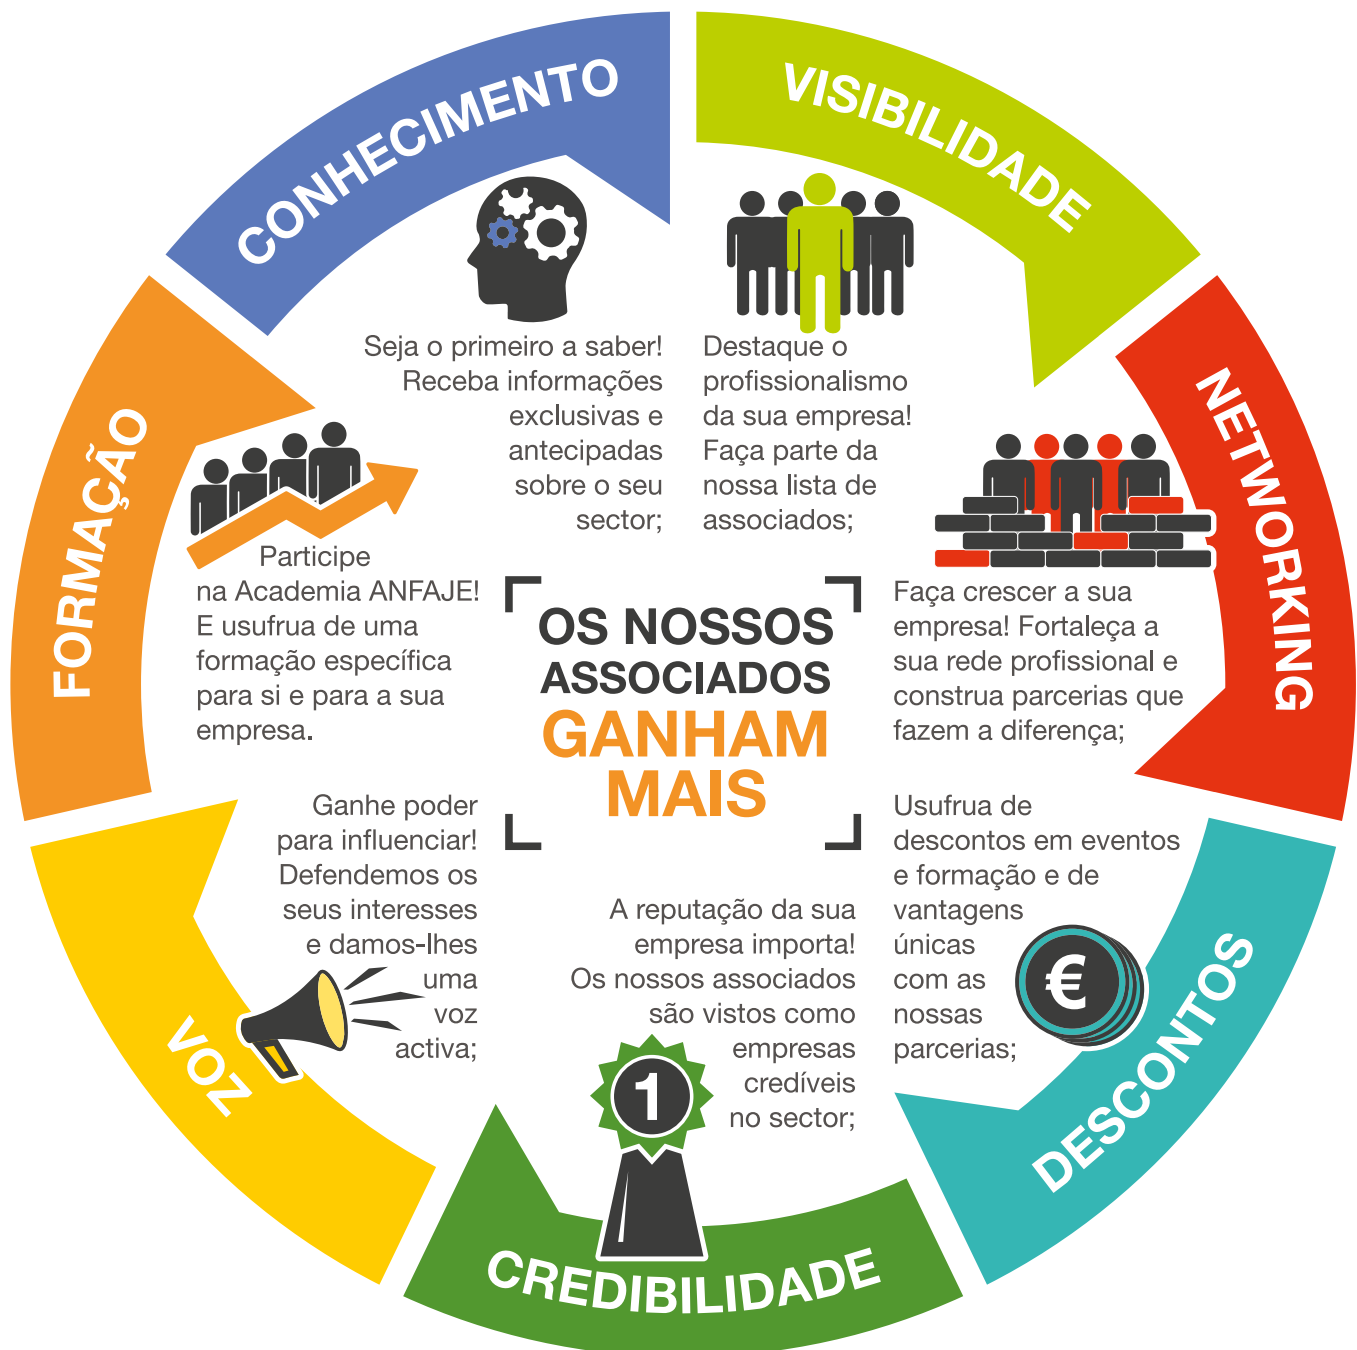 CONHECIMENTO
Seja o primeiro a saber!
Receba informações
exclusivas e
antecipadas
sobre o seu
sector;
VISIBILIDADE
Destaque o
profissionalismo
da sua empresa!
Faça parte da
nossa lista de
associados;
NETWORKING
Faça crescer a sua
empresa! Fortaleça a
sua rede profissional e
construa parcerias que
fazem a diferença;
DESCONTOS
Usufrua de
descontos em eventos
e formação e de
vantagens
únicas
com as
nossas
parcerias;
€
CREDIBILIDADE
A reputação da sua
empresa importa!
Os nossos associados
são vistos como
empresas
credíveis
no sector;
1
VOZ
Ganhe poder
para influenciar!
Defendemos os
seus interesses
e damos-lhes
uma
voz
activa;
FORMAÇÃO
Participe
na Academia ANFAJE!
E usufrua de uma
formação específica
para si e para a sua
empresa.
OS NOSSOS
ASSOCIADOS
GANHAM
MAIS